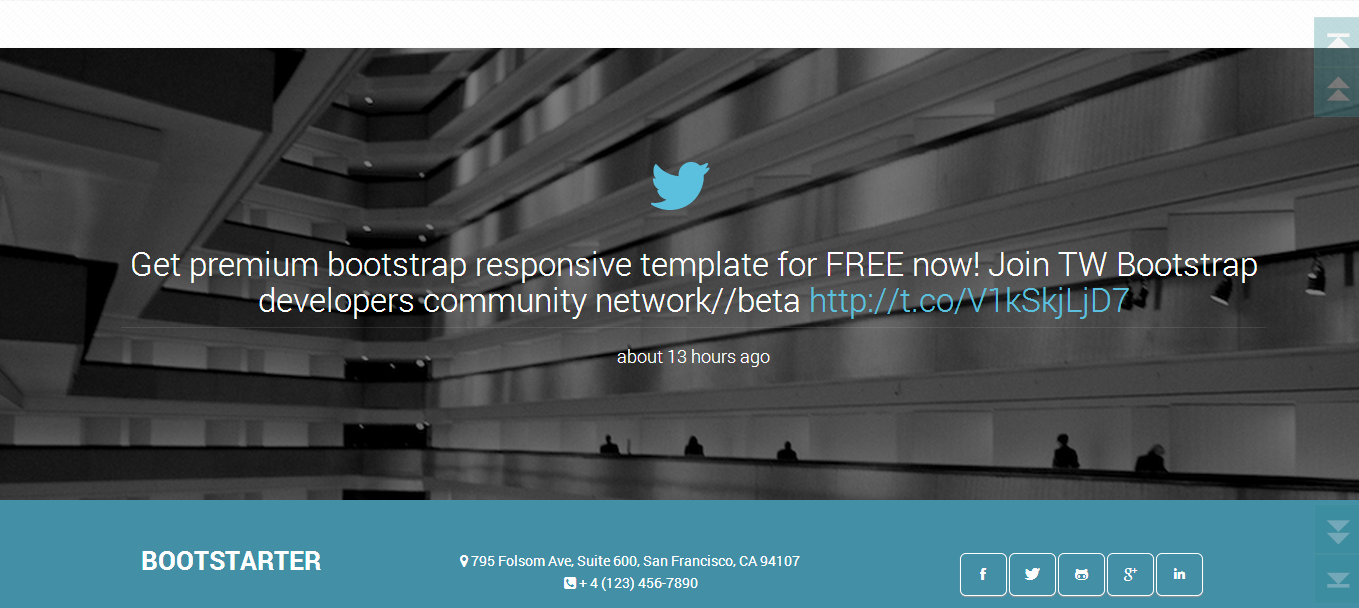 Get premium bootstrap responsive template for FREE now! Join TW Bootstrap
developers community network//beta http://t.co/V1kSkjLjD7
about 13 hours ago
BOOTSTARTER
795 Folsom Ave, Suite 600, San Francisco, CA 94107
+ 4 (123) 456-7890